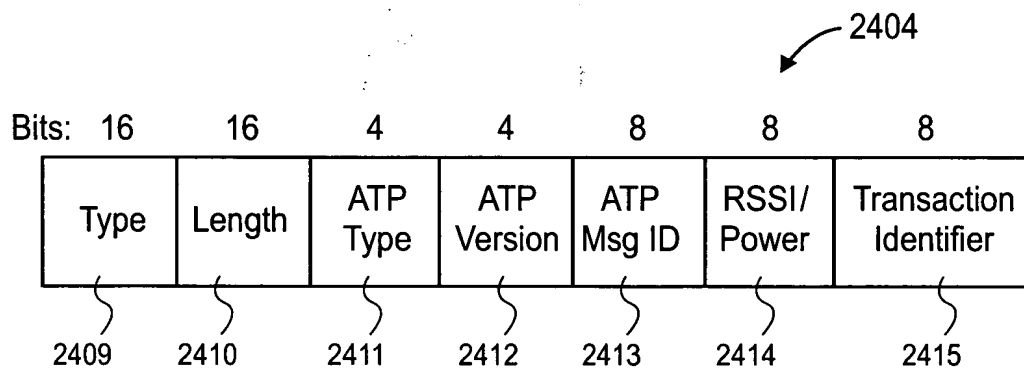 2404
Bits: 16 16 4 4 8 8 8
Type Length ATP Type ATP Version ATP Msg ID RSSI/ Power Transaction Identifier
2409 2410 2411 2412 2413 2414 2415